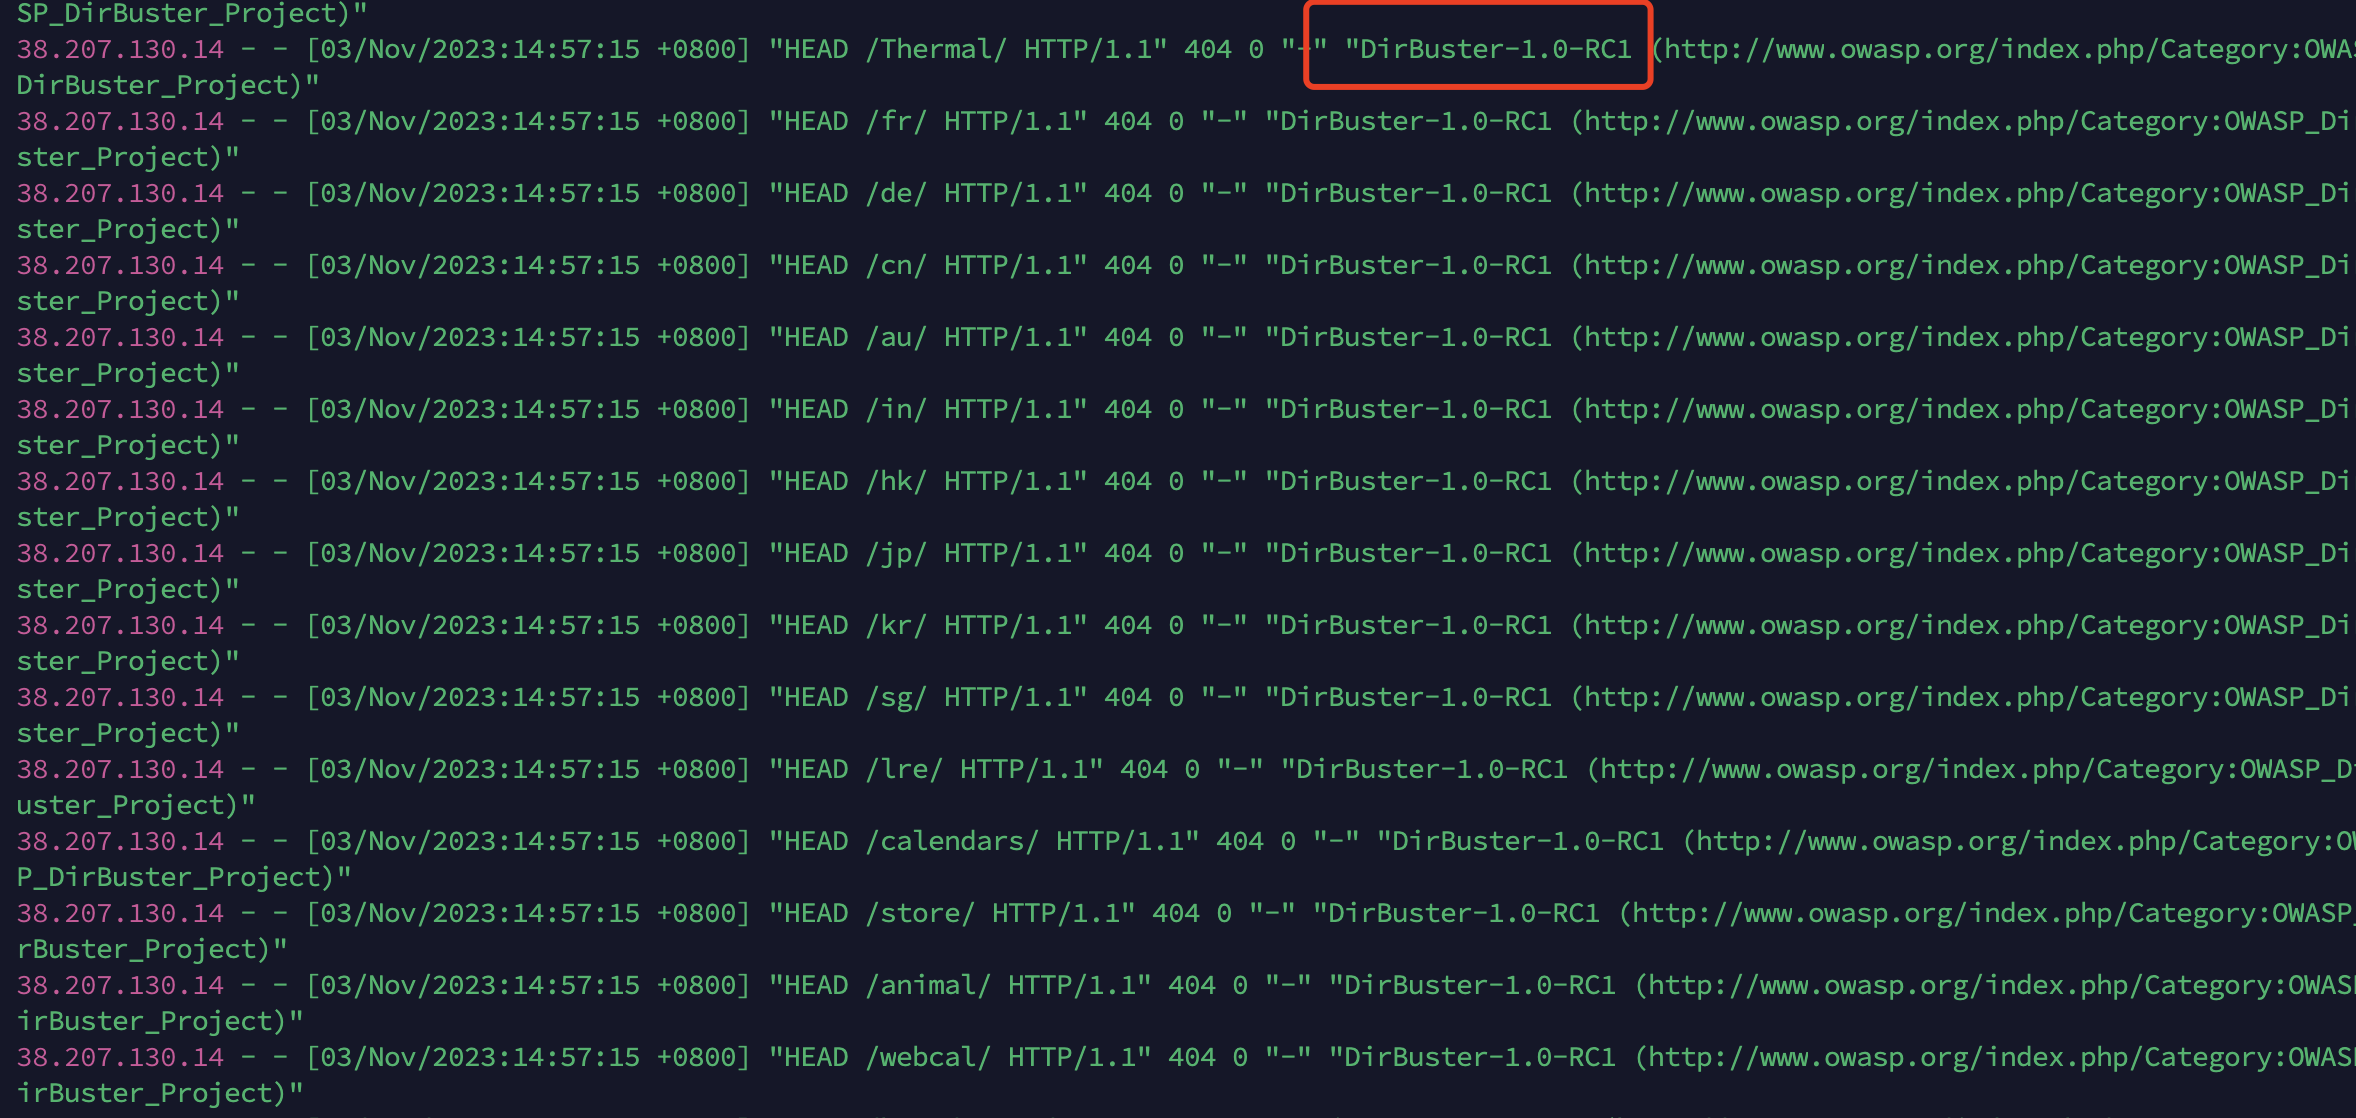 SP_DirBuster_Project)"
38.207.130.14 - - [03/Nov/2023:14:57:15 +0800] "HEAD /Thermal/ HTTP/1.1" 404 0 "-" "DirBuster-1.0-RC1 (http://www.owasp.org/index.php/Category:OWAS
DirBuster_Project)"
38.207.130.14 - - [03/Nov/2023:14:57:15 +0800] "HEAD /fr/ HTTP/1.1" 404 0 "-" "DirBuster-1.0-RC1 (http://www.owasp.org/index.php/Category:OWASP_Di
ster_Project)"
38.207.130.14 - - [03/Nov/2023:14:57:15 +0800] "HEAD /de/ HTTP/1.1" 404 0 "-" "DirBuster-1.0-RC1 (http://www.owasp.org/index.php/Category:OWASP_Di
ster_Project)"
38.207.130.14 - - [03/Nov/2023:14:57:15 +0800] "HEAD /cn/ HTTP/1.1" 404 0 "-" "DirBuster-1.0-RC1 (http://www.owasp.org/index.php/Category:OWASP_Di
ster_Project)"
38.207.130.14 - - [03/Nov/2023:14:57:15 +0800] "HEAD /au/ HTTP/1.1" 404 0 "-" "DirBuster-1.0-RC1 (http://www.owasp.org/index.php/Category:OWASP_Di
ster_Project)"
38.207.130.14 - - [03/Nov/2023:14:57:15 +0800] "HEAD /in/ HTTP/1.1" 404 0 "-" "DirBuster-1.0-RC1 (http://www.owasp.org/index.php/Category:OWASP_Di
ster_Project)"
38.207.130.14 - - [03/Nov/2023:14:57:15 +0800] "HEAD /hk/ HTTP/1.1" 404 0 "-" "DirBuster-1.0-RC1 (http://www.owasp.org/index.php/Category:OWASP_Di
ster_Project)"
38.207.130.14 - - [03/Nov/2023:14:57:15 +0800] "HEAD /jp/ HTTP/1.1" 404 0 "-" "DirBuster-1.0-RC1 (http://www.owasp.org/index.php/Category:OWASP_Di
ster_Project)"
38.207.130.14 - - [03/Nov/2023:14:57:15 +0800] "HEAD /kr/ HTTP/1.1" 404 0 "-" "DirBuster-1.0-RC1 (http://www.owasp.org/index.php/Category:OWASP_Di
ster_Project)"
38.207.130.14 - - [03/Nov/2023:14:57:15 +0800] "HEAD /sg/ HTTP/1.1" 404 0 "-" "DirBuster-1.0-RC1 (http://www.owasp.org/index.php/Category:OWASP_Di
ster_Project)"
38.207.130.14 - - [03/Nov/2023:14:57:15 +0800] "HEAD /lre/ HTTP/1.1" 404 0 "-" "DirBuster-1.0-RC1 (http://www.owasp.org/index.php/Category:OWASP_Di
uster_Project)"
38.207.130.14 - - [03/Nov/2023:14:57:15 +0800] "HEAD /calendars/ HTTP/1.1" 404 0 "-" "DirBuster-1.0-RC1 (http://www.owasp.org/index.php/Category:OW
P_DirBuster_Project)"
38.207.130.14 - - [03/Nov/2023:14:57:15 +0800] "HEAD /store/ HTTP/1.1" 404 0 "-" "DirBuster-1.0-RC1 (http://www.owasp.org/index.php/Category:OWASP_
rBuster_Project)"
38.207.130.14 - - [03/Nov/2023:14:57:15 +0800] "HEAD /animal/ HTTP/1.1" 404 0 "-" "DirBuster-1.0-RC1 (http://www.owasp.org/index.php/Category:OWASP
irBuster_Project)"
38.207.130.14 - - [03/Nov/2023:14:57:15 +0800] "HEAD /webcal/ HTTP/1.1" 404 0 "-" "DirBuster-1.0-RC1 (http://www.owasp.org/index.php/Category:OWASP
irBuster_Project)"